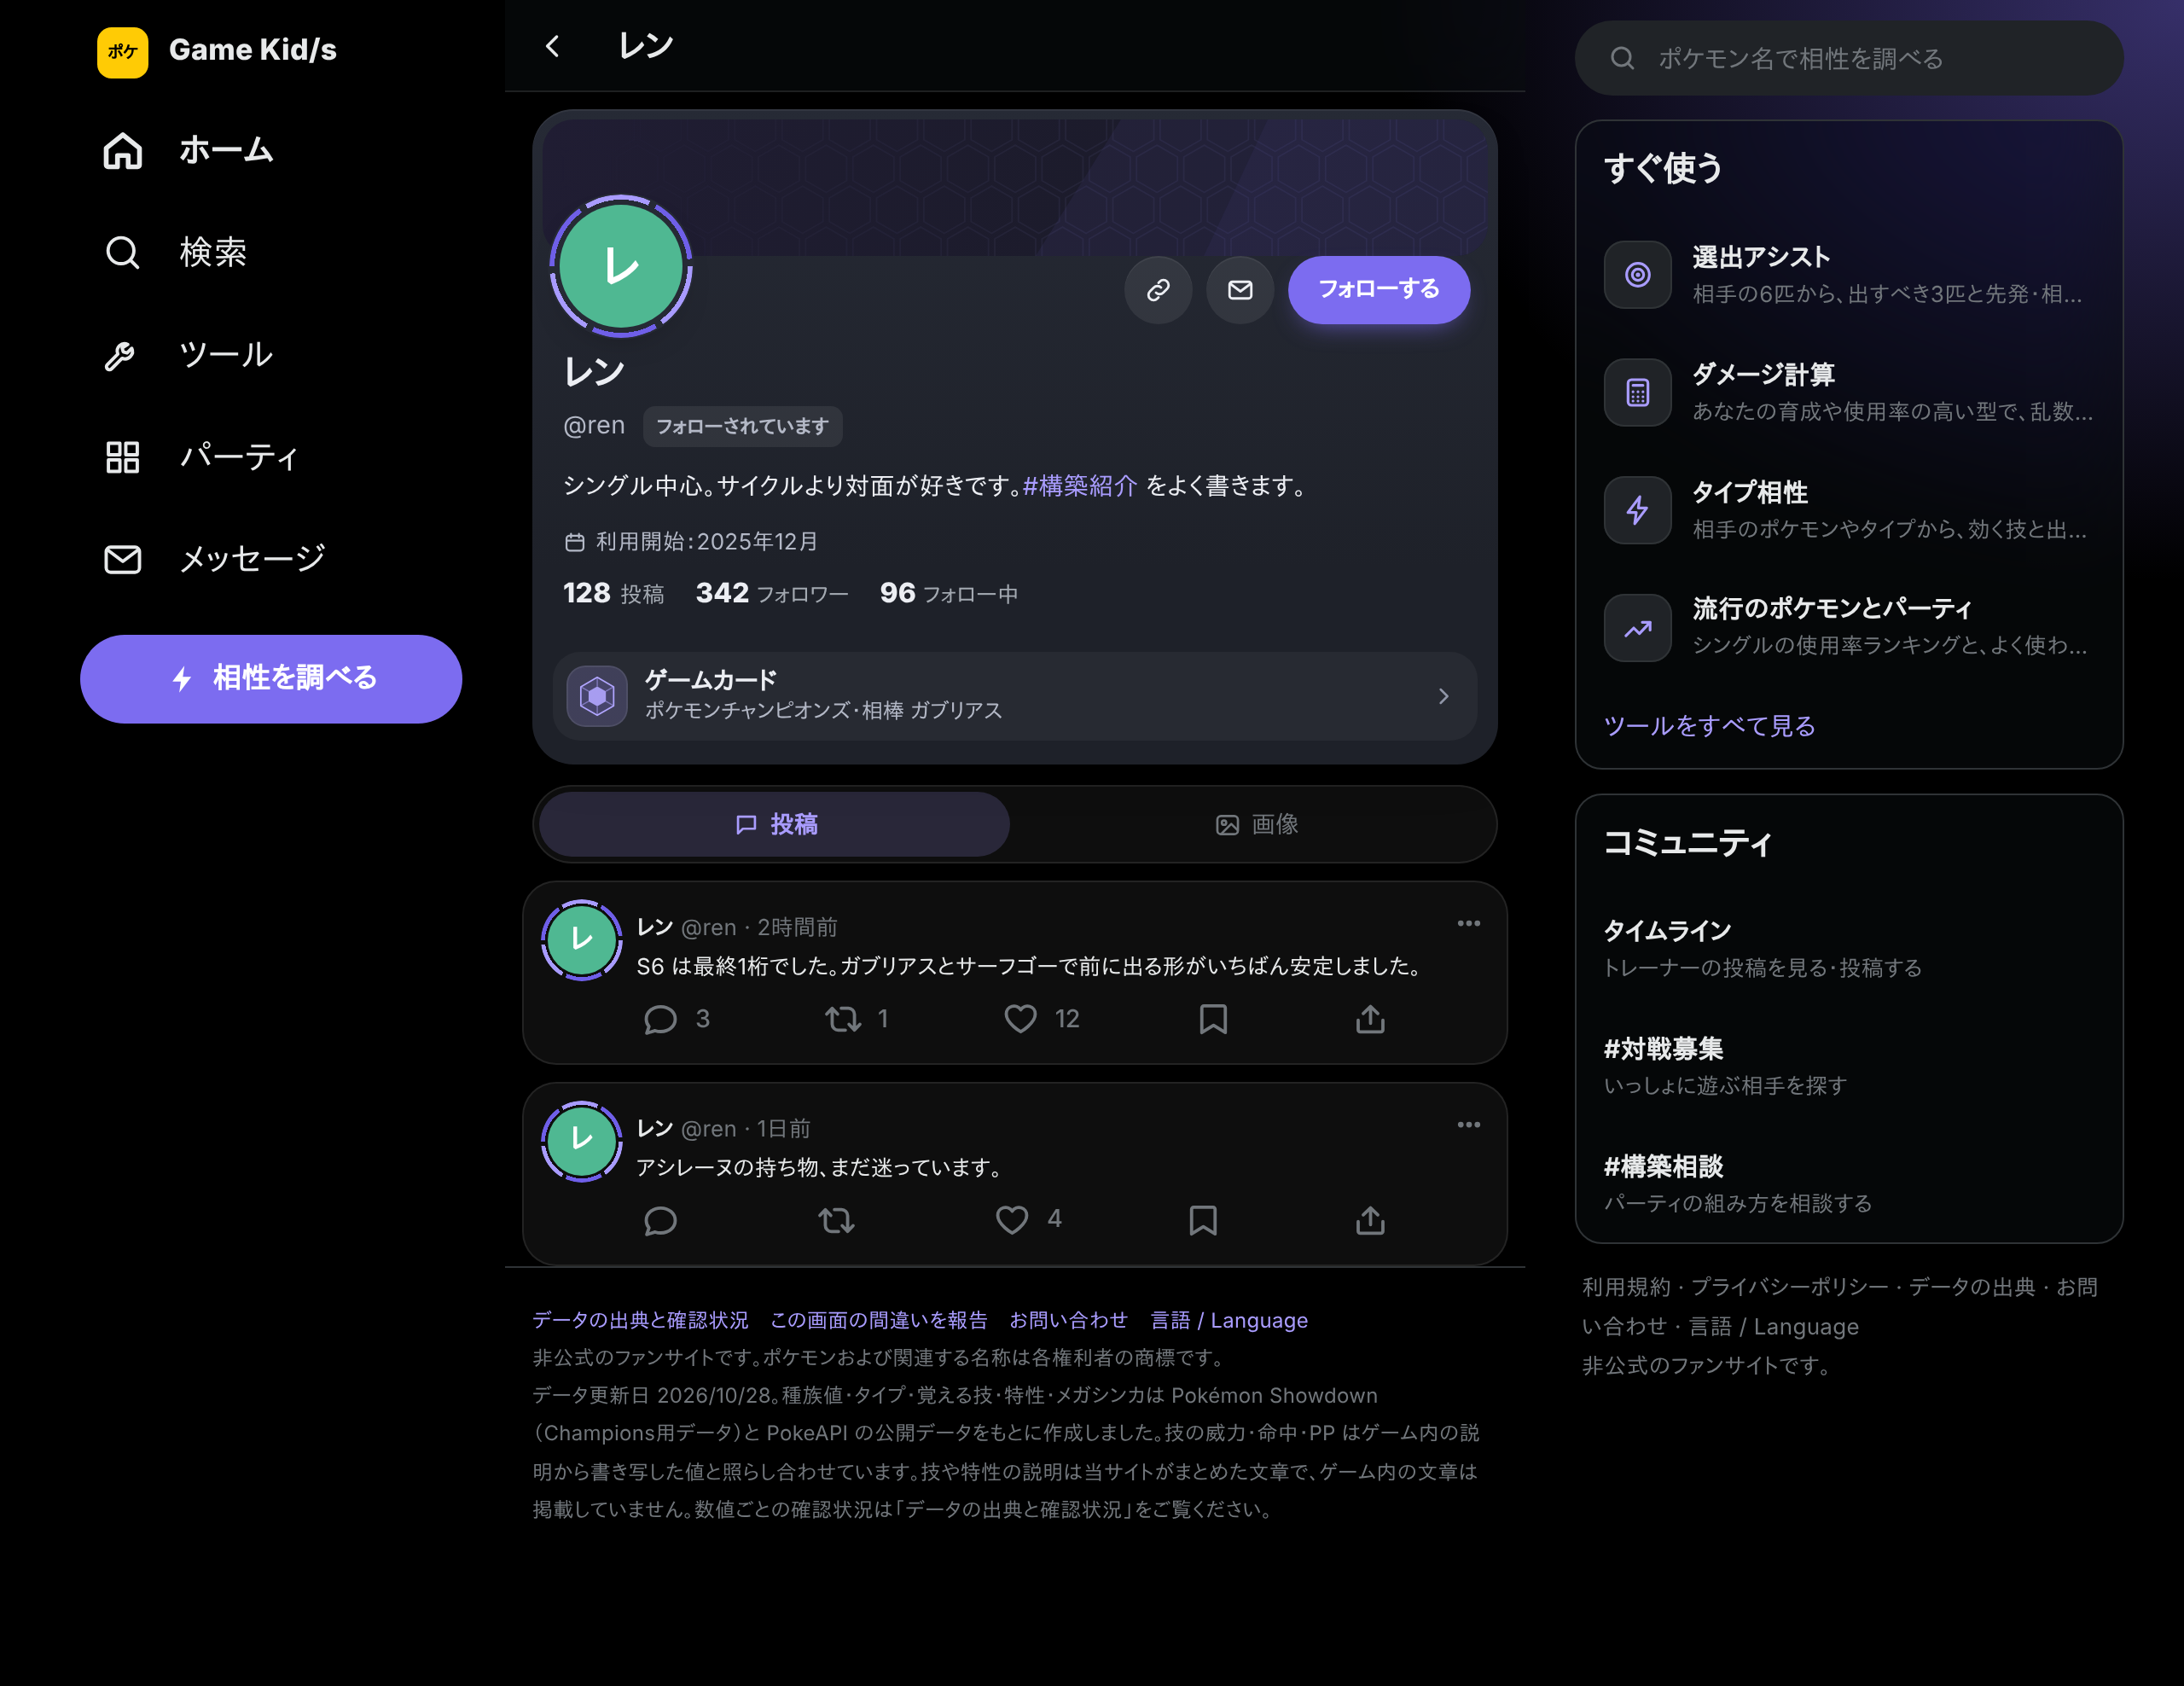 ポケ Game Kid/s
ホーム
検索
ツール
パーティ
メッセージ
相性を調べる
レン
レ
フォローする
レン
@ren フォローされています
シングル中心。サイクルより対面が好きです。#構築紹介 をよく書きます。
利用開始:2025年12月
128 投稿 342 フォロワー 96 フォロー中
ゲームカード
ポケモンチャンピオンズ・相棒 ガブリアス
投稿 画像
レ
レン @ren · 2時間前
S6 は最終1桁でした。ガブリアスとサーフゴーで前に出る形がいちばん安定しました。
3 1 12
レ
レン @ren · 1日前
アシレーヌの持ち物、まだ迷っています。
4
データの出典と確認状況 この画面の間違いを報告 お問い合わせ 言語 / Language
非公式のファンサイトです。ポケモンおよび関連する名称は各権利者の商標です。
データ更新日 2026/10/28。種族値・タイプ・覚える技・特性・メガシンカは Pokémon Showdown
（Champions用データ）と PokeAPI の公開データをもとに作成しました。技の威力・命中・PP はゲーム内の説
明から書き写した値と照らし合わせています。技や特性の説明は当サイトがまとめた文章で、ゲーム内の文章は
掲載していません。数値ごとの確認状況は「データの出典と確認状況」をご覧ください。
ポケモン名で相性を調べる
すぐ使う
選出アシスト
相手の6匹から、出すべき3匹と先発・相...
ダメージ計算
あなたの育成や使用率の高い型で、乱数...
タイプ相性
相手のポケモンやタイプから、効く技と出...
流行のポケモンとパーティ
シングルの使用率ランキングと、よく使わ...
ツールをすべて見る
コミュニティ
タイムライン
トレーナーの投稿を見る・投稿する
#対戦募集
いっしょに遊ぶ相手を探す
#構築相談
パーティの組み方を相談する
利用規約 · プライバシーポリシー · データの出典 · お問
い合わせ · 言語 / Language
非公式のファンサイトです。